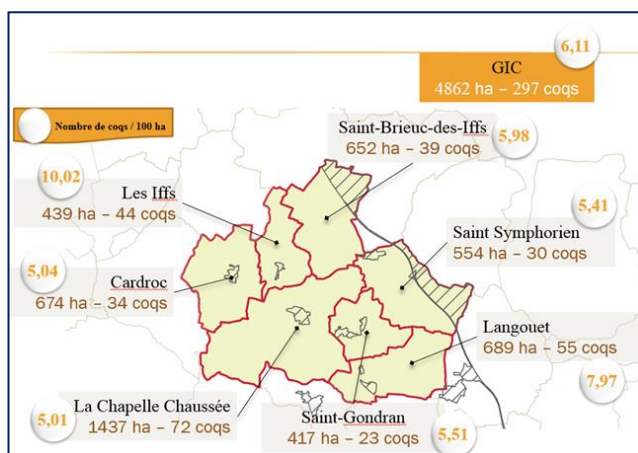 6,11
GIC
4862 ha – 297 coqs
Nombre de coqs / 100 ha
Saint-Brieuc-des-Iffs
652 ha – 39 coqs
5,98
10,02
Les Iffs
439 ha – 44 coqs
5,41
Saint Symphorien
554 ha – 30 coqs
5,04
Cardroc
674 ha – 34 coqs
Langouet
689 ha – 55 coqs
7,97
La Chapelle Chaussée
1437 ha – 72 coqs
5,01
Saint-Gondran
417 ha – 23 coqs
5,51